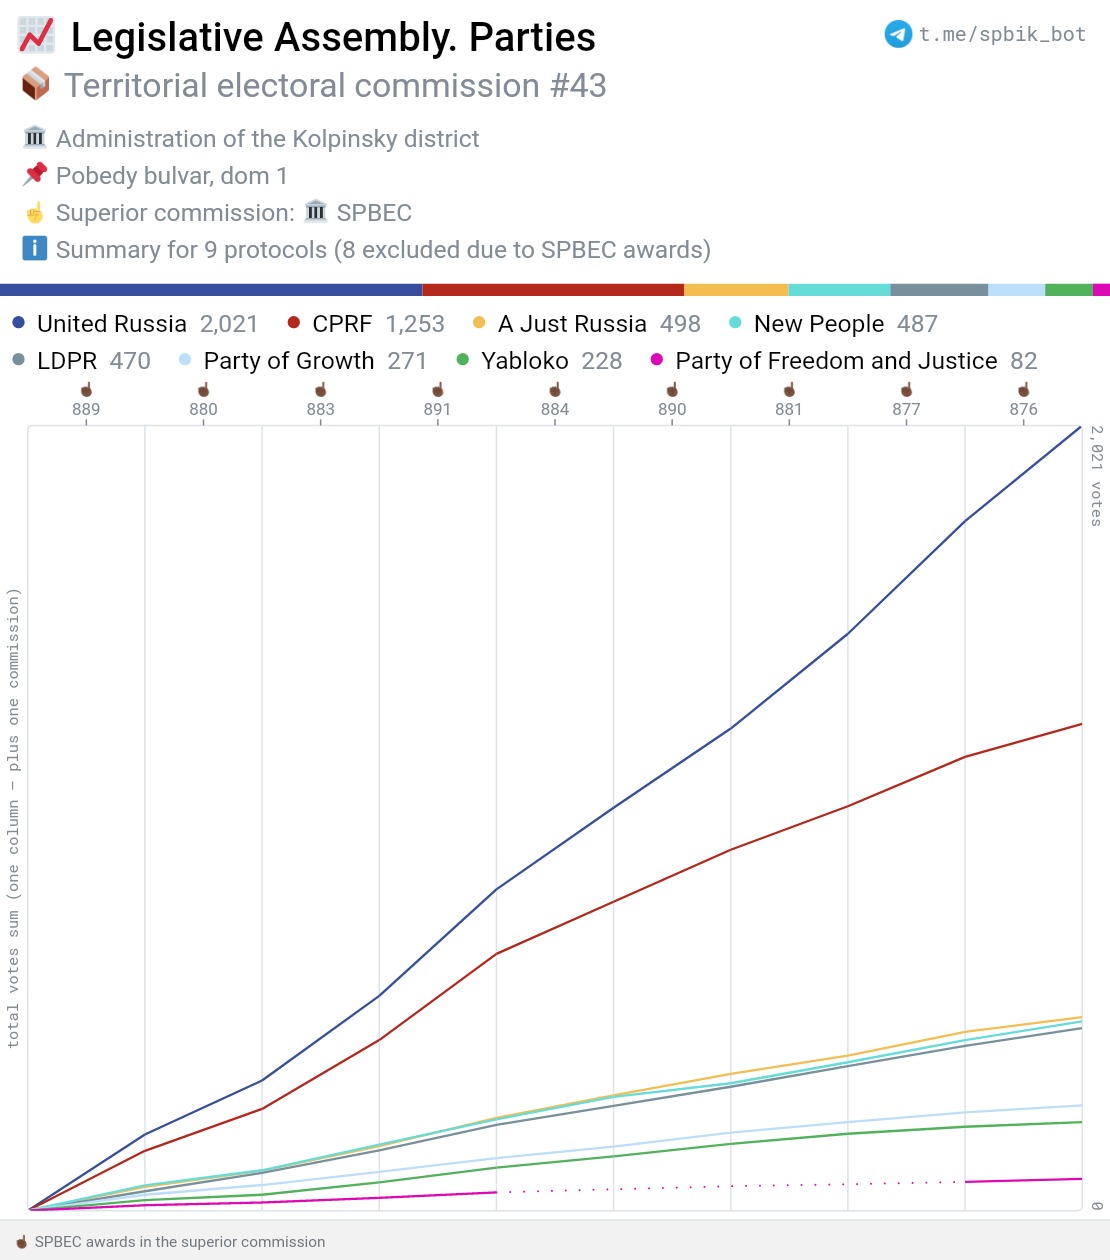 Legislative Assembly. Parties
t.me/spbik_bot
Territorial electoral commission #43
Administration of the Kolpinsky district
Pobedy bulvar, dom 1
Superior commission: SPBEC
Summary for 9 protocols (8 excluded due to SPBEC awards)
United Russia 2,021 CPRF 1,253 A Just Russia 498 New People 487
LDPR 470 Party of Growth 271 Yabloko 228 Party of Freedom and Justice 82
889 880 883 891 884 890 881 877 876
2,021 votes
total votes sum (one column – plus one commission)
0
SPBEC awards in the superior commission